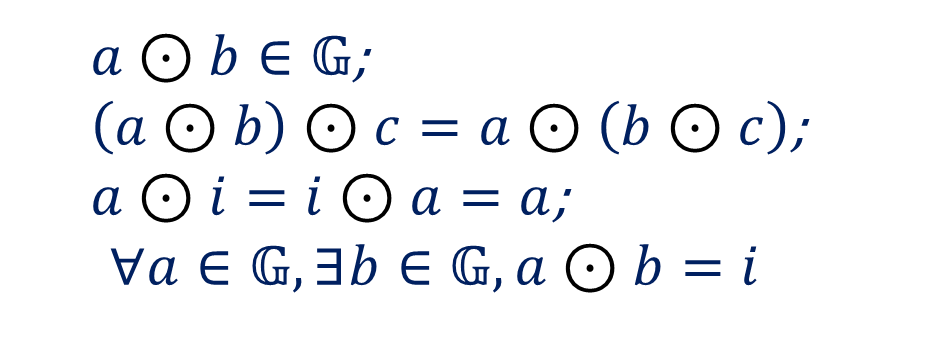 a ⊙ b ∈ 𝔾;
(a ⊙ b) ⊙ c = a ⊙ (b ⊙ c);
a ⊙ i = i ⊙ a = a;
∀a ∈ 𝔾, ∃b ∈ 𝔾, a ⊙ b = i